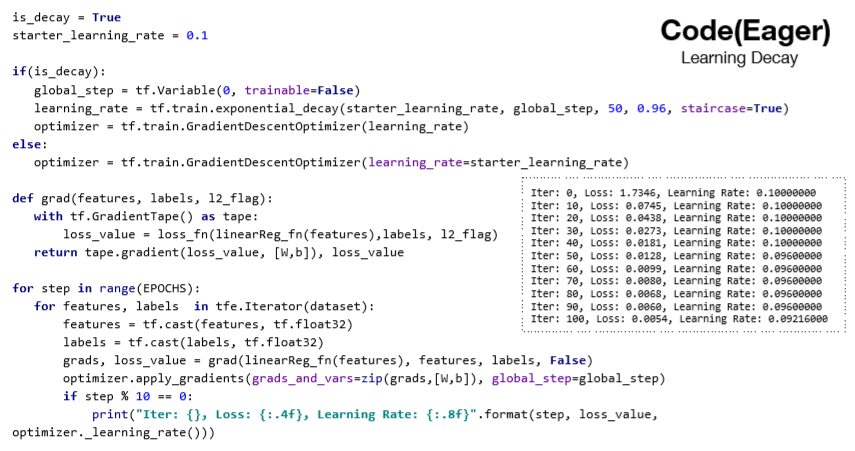 is_decay = True
starter_learning_rate = 0.1
Code(Eager)
Learning Decay
if(is_decay):
    global_step = tf.Variable(0, trainable=False)
    learning_rate = tf.train.exponential_decay(starter_learning_rate, global_step, 50, 0.96, staircase=True)
    optimizer = tf.train.GradientDescentOptimizer(learning_rate)
else:
    optimizer = tf.train.GradientDescentOptimizer(learning_rate=starter_learning_rate)
def grad(features, labels, l2_flag):
    with tf.GradientTape() as tape:
        loss_value = loss_fn(linearReg_fn(features),labels, l2_flag)
    return tape.gradient(loss_value, [W,b]), loss_value
for step in range(EPOCHS):
    for features, labels  in tfe.Iterator(dataset):
        features = tf.cast(features, tf.float32)
        labels = tf.cast(labels, tf.float32)
        grads, loss_value = grad(linearReg_fn(features), features, labels, False)
        optimizer.apply_gradients(grads_and_vars=zip(grads,[W,b]), global_step=global_step)
        if step % 10 == 0:
            print("Iter: {}, Loss: {:.4f}, Learning Rate: {:.8f}".format(step, loss_value,
optimizer._learning_rate()))
Iter: 0, Loss: 1.7346, Learning Rate: 0.10000000
Iter: 10, Loss: 0.0745, Learning Rate: 0.10000000
Iter: 20, Loss: 0.0438, Learning Rate: 0.10000000
Iter: 30, Loss: 0.0273, Learning Rate: 0.10000000
Iter: 40, Loss: 0.0181, Learning Rate: 0.10000000
Iter: 50, Loss: 0.0128, Learning Rate: 0.09600000
Iter: 60, Loss: 0.0099, Learning Rate: 0.09600000
Iter: 70, Loss: 0.0080, Learning Rate: 0.09600000
Iter: 80, Loss: 0.0068, Learning Rate: 0.09600000
Iter: 90, Loss: 0.0060, Learning Rate: 0.09600000
Iter: 100, Loss: 0.0054, Learning Rate: 0.09216000